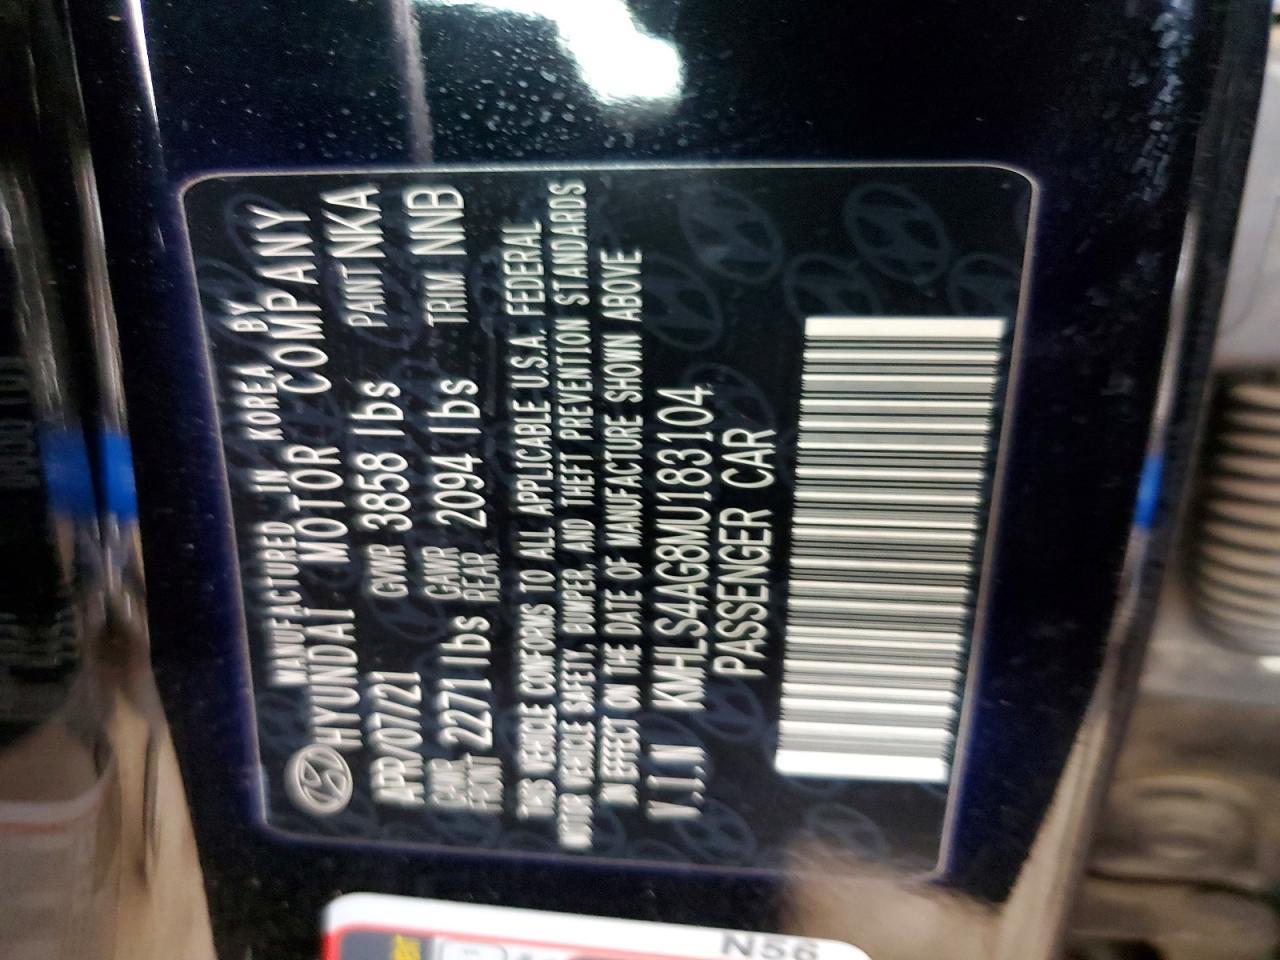 MANUFACTURED IN KOREA BY
HYUNDAI MOTOR COMPANY
APR/07/21 GVWR 3858 lbs PAINT NKA
GAWR FRNT 2271 lbs GAWR REAR 2094 lbs TRIM NNB
THIS VEHICLE CONFORMS TO ALL APPLICABLE U.S.A. FEDERAL
MOTOR VEHICLE SAFETY, BUMPER, AND THEFT PREVENTION STANDARDS
IN EFFECT ON THE DATE OF MANUFACTURE SHOWN ABOVE
V.I.N KMHLS4AG8MU183104
PASSENGER CAR
N56